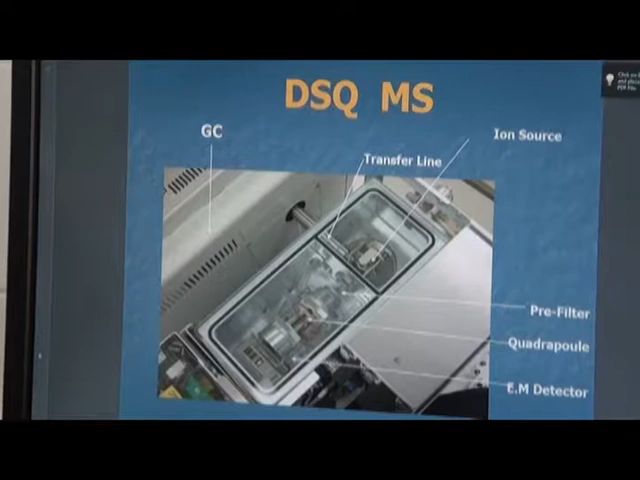 DSQ MS
GC
Ion Source
Transfer Line
Pre-Filter
Quadrapoule
E.M Detector